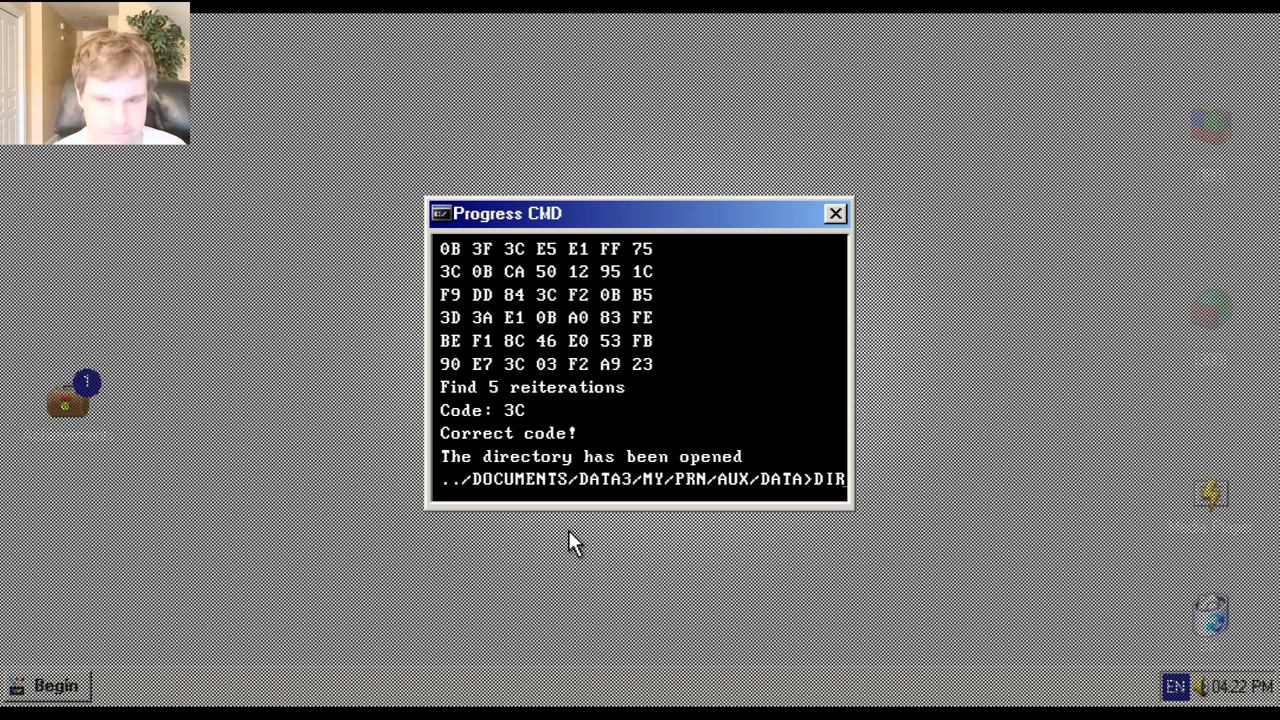 Progress CMD
0B 3F 3C E5 E1 FF 75
3C 0B CA 50 12 95 1C
F9 DD 84 3C F2 0B B5
3D 3A E1 0B A0 83 FE
BE F1 8C 46 E0 53 FB
90 E7 3C 03 F2 A9 23
Find 5 reiterations
Code: 3C
Correct code!
The directory has been opened
../DOCUMENTS/DATA3/MY/PRN/AUX/DATA>DIR_
1
Begin
EN
04:22 PM